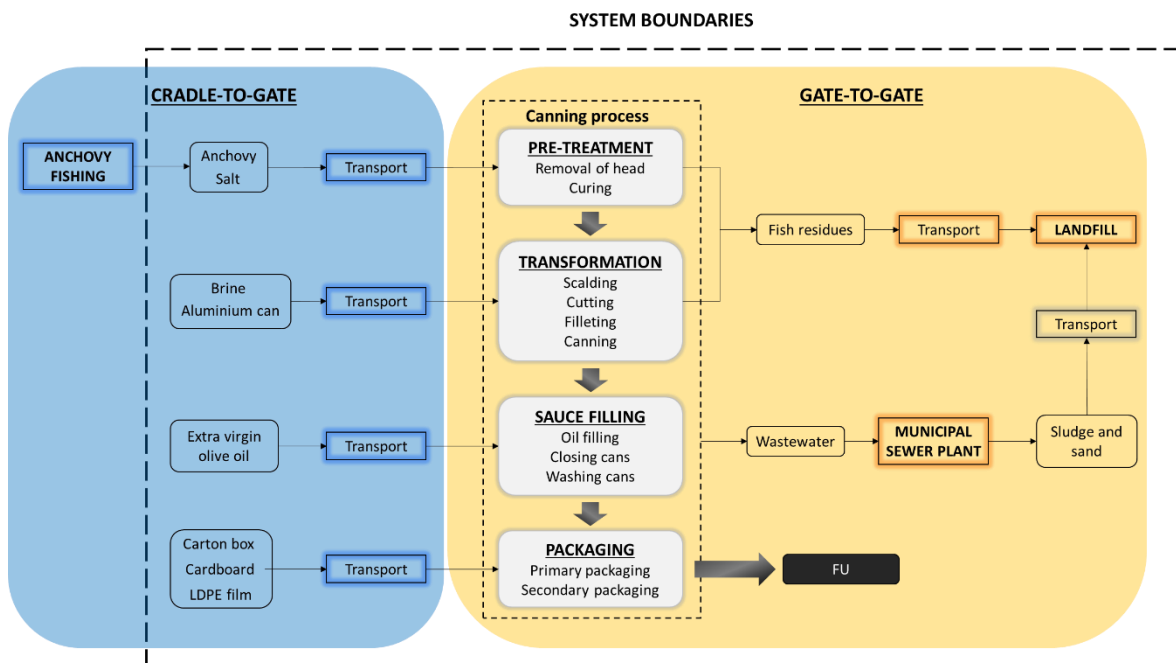 SYSTEM BOUNDARIES
CRADLE-TO-GATE
GATE-TO-GATE
ANCHOVY
FISHING
Anchovy
Salt
Transport
Brine
Aluminium can
Transport
Extra virgin
olive oil
Transport
Carton box
Cardboard
LDPE film
Transport
Canning process
PRE-TREATMENT
Removal of head
Curing
TRANSFORMATION
Scalding
Cutting
Filleting
Canning
SAUCE FILLING
Oil filling
Closing cans
Washing cans
PACKAGING
Primary packaging
Secondary packaging
Fish residues
Transport
LANDFILL
Transport
Wastewater
MUNICIPAL
SEWER PLANT
Sludge and
sand
FU